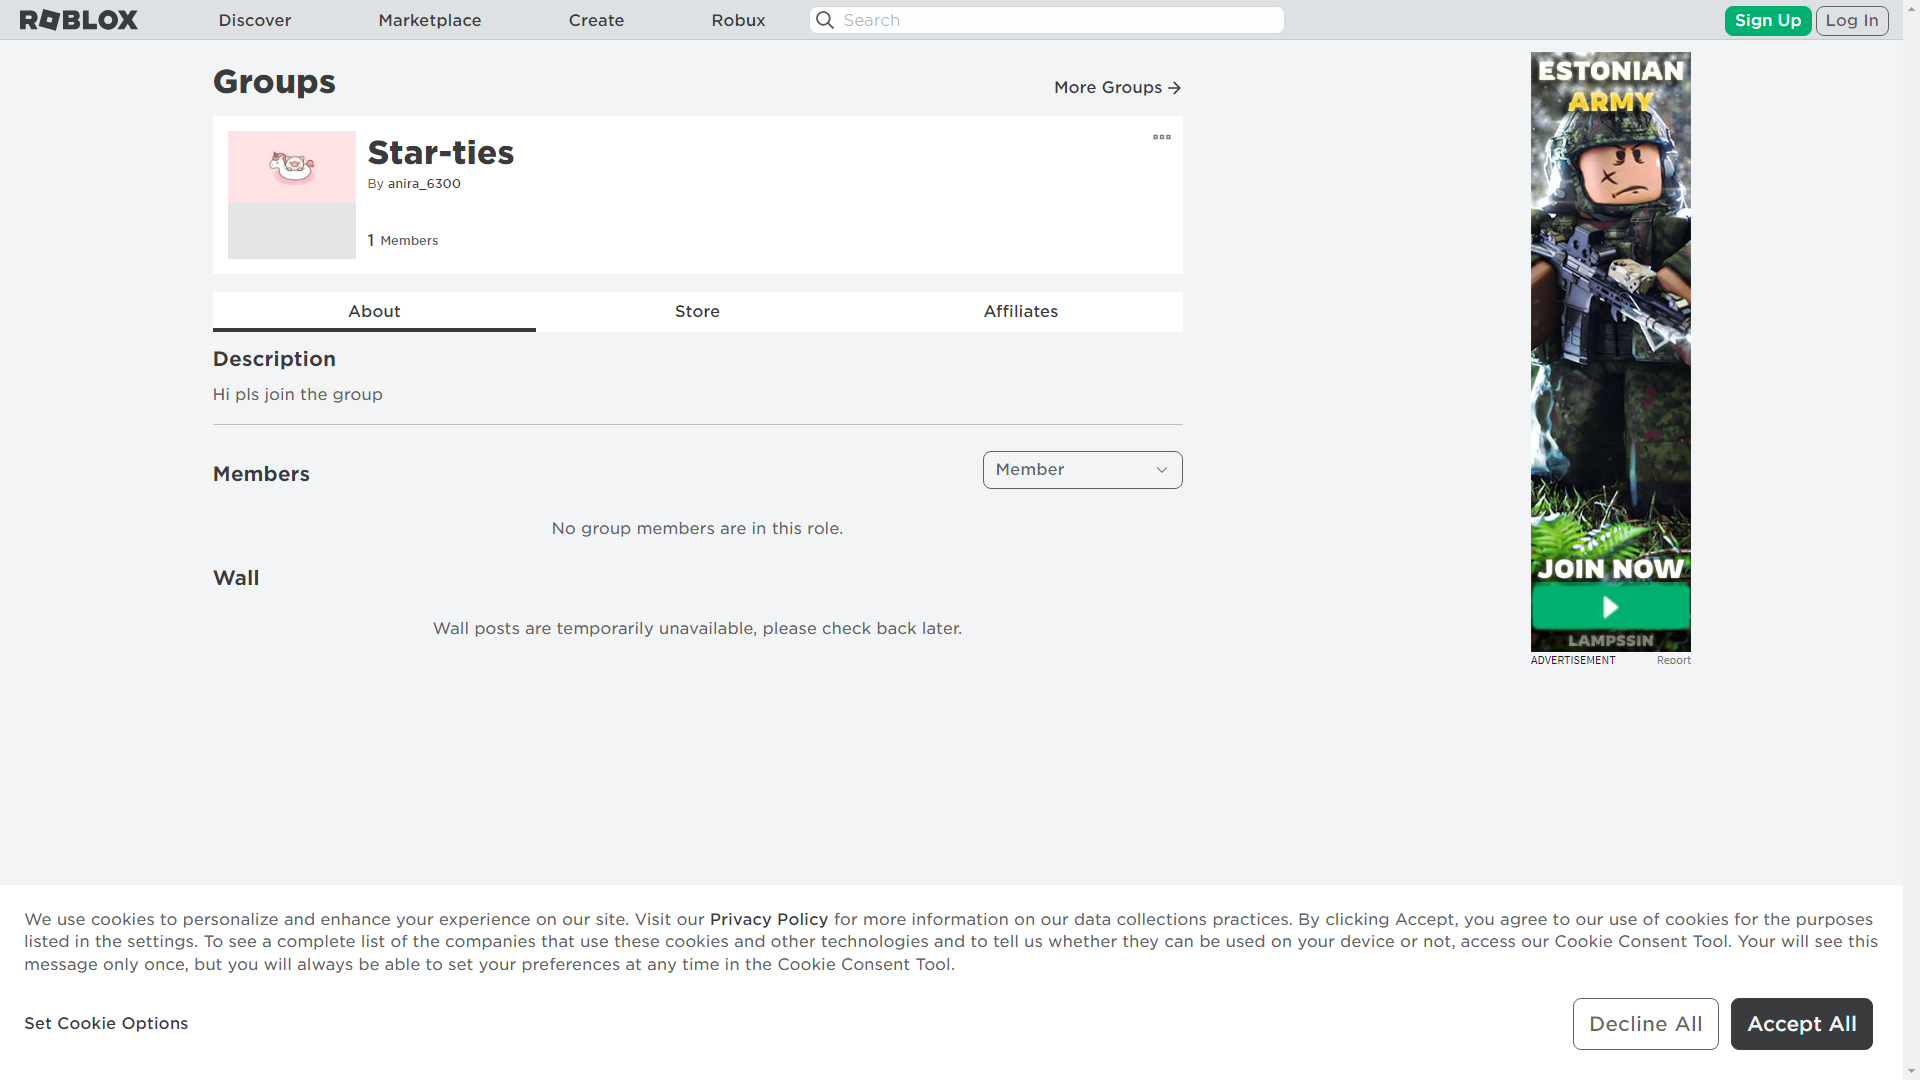 ROBLOX
Discover
Marketplace
Create
Robux
Search
Sign Up
Log In
Groups
More Groups
Star-ties
By anira_6300
1 Members
About
Store
Affiliates
Description
Hi pls join the group
Members
Member
No group members are in this role.
Wall
Wall posts are temporarily unavailable, please check back later.
ESTONIAN
ARMY
JOIN NOW
LAMPSSIN
ADVERTISEMENT
Report
We use cookies to personalize and enhance your experience on our site. Visit our Privacy Policy for more information on our data collections practices. By clicking Accept, you agree to our use of cookies for the purposes
listed in the settings. To see a complete list of the companies that use these cookies and other technologies and to tell us whether they can be used on your device or not, access our Cookie Consent Tool. Your will see this
message only once, but you will always be able to set your preferences at any time in the Cookie Consent Tool.
Set Cookie Options
Decline All
Accept All